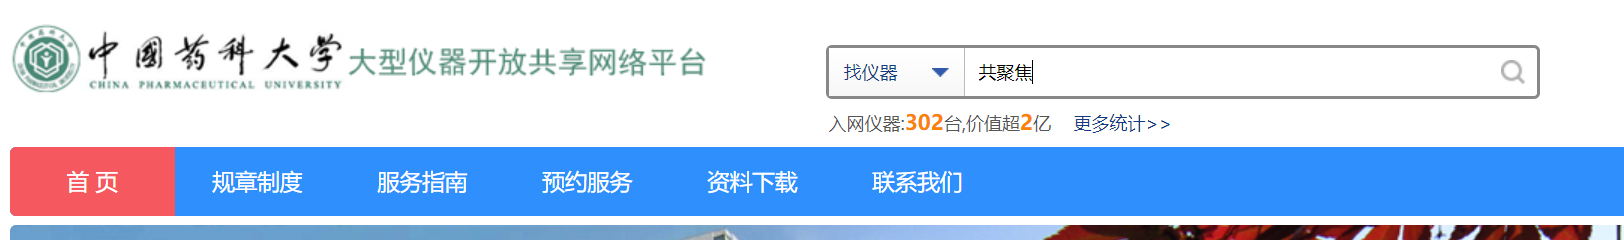 中國药科大学
CHINA PHARMACEUTICAL UNIVERSITY
大型仪器开放共享网络平台
找仪器 共聚焦
入网仪器:302台,价值超2亿 更多统计>>
首 页 规章制度 服务指南 预约服务 资料下载 联系我们